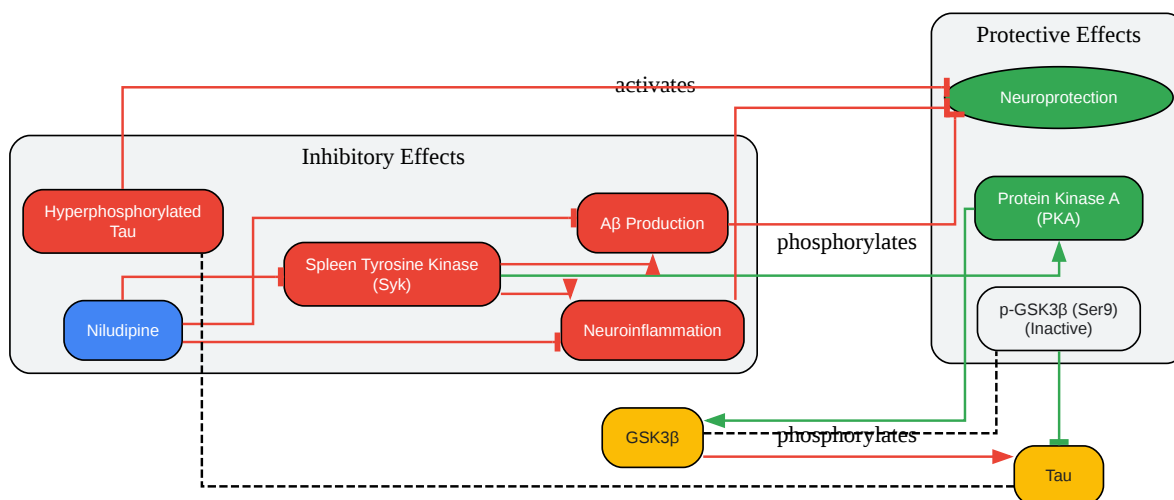 Protective Effects
activates
Neuroprotection
Inhibitory Effects
Hyperphosphorylated
Tau
Aβ Production
Protein Kinase A
(PKA)
phosphorylates
Spleen Tyrosine Kinase
(Syk)
Niludipine
Neuroinflammation
p-GSK3β (Ser9)
(Inactive)
GSK3β
phosphorylates
Tau